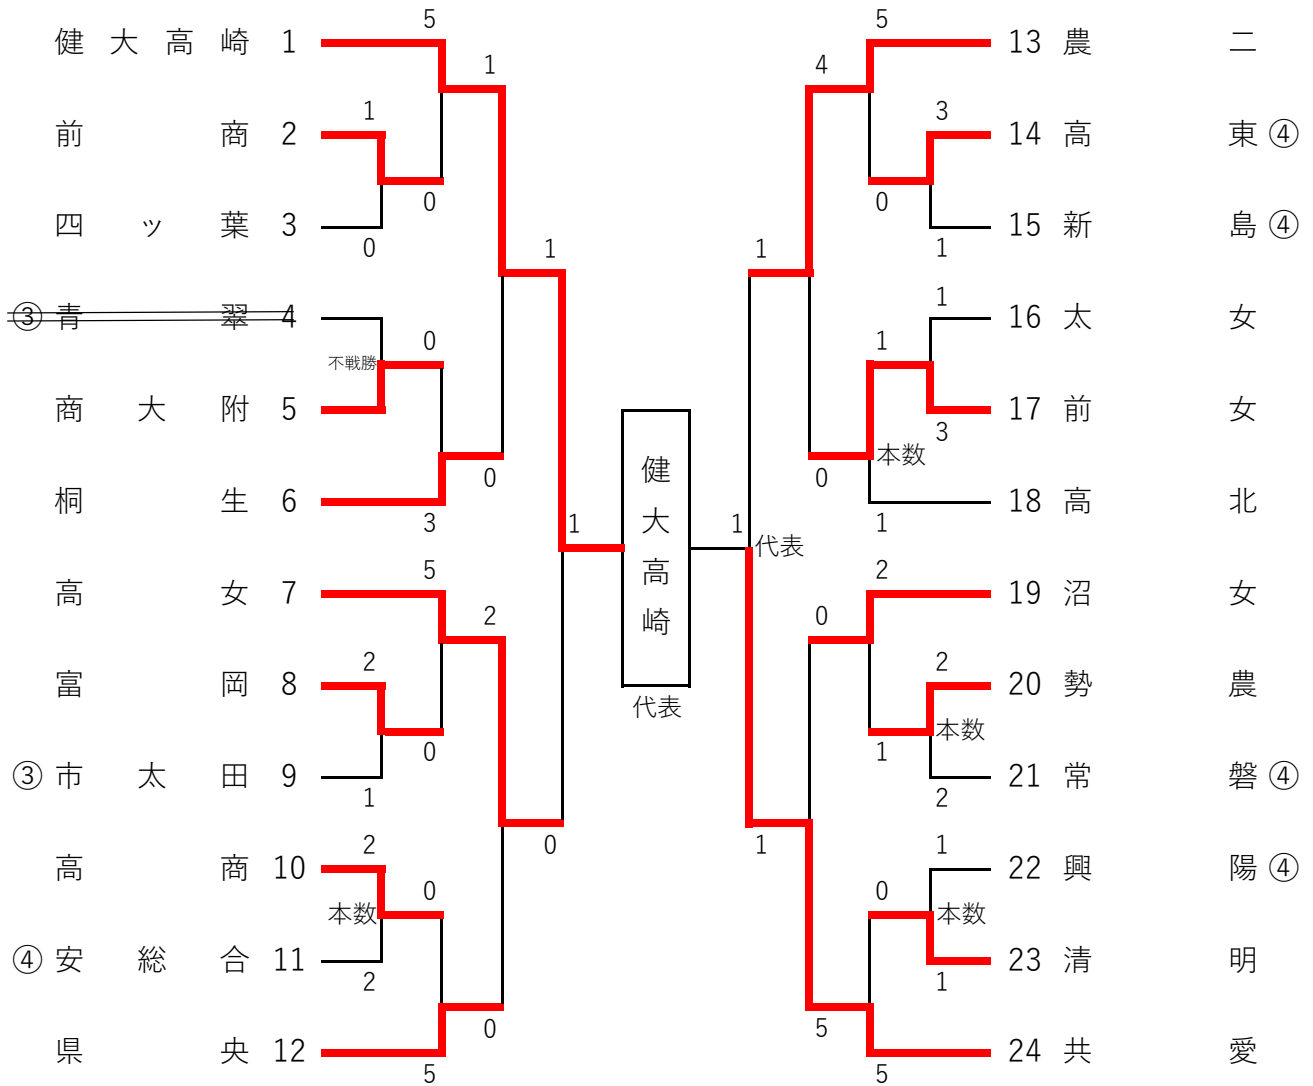 健大高崎 1
前商 2
四ッ葉 3
③青翠 4
商大附 5
桐生 6
高女 7
富岡 8
③市太田 9
高商 10
④安総合 11
県央 12
5
1
1
0
0
1
0
不戦勝
0
3
1
5
2
2
0
1
0
2
本数
0
2
0
5
健大高崎
代表
1
代表
5
4
3
0
1
1
1
1
3
本数
0
1
2
0
2
本数
1
2
1
1
0
本数
1
5
5
13 農二
14 高東④
15 新島④
16 太女
17 前女
18 高北
19 沼女
20 勢農
21 常磐④
22 興陽④
23 清明
24 共愛